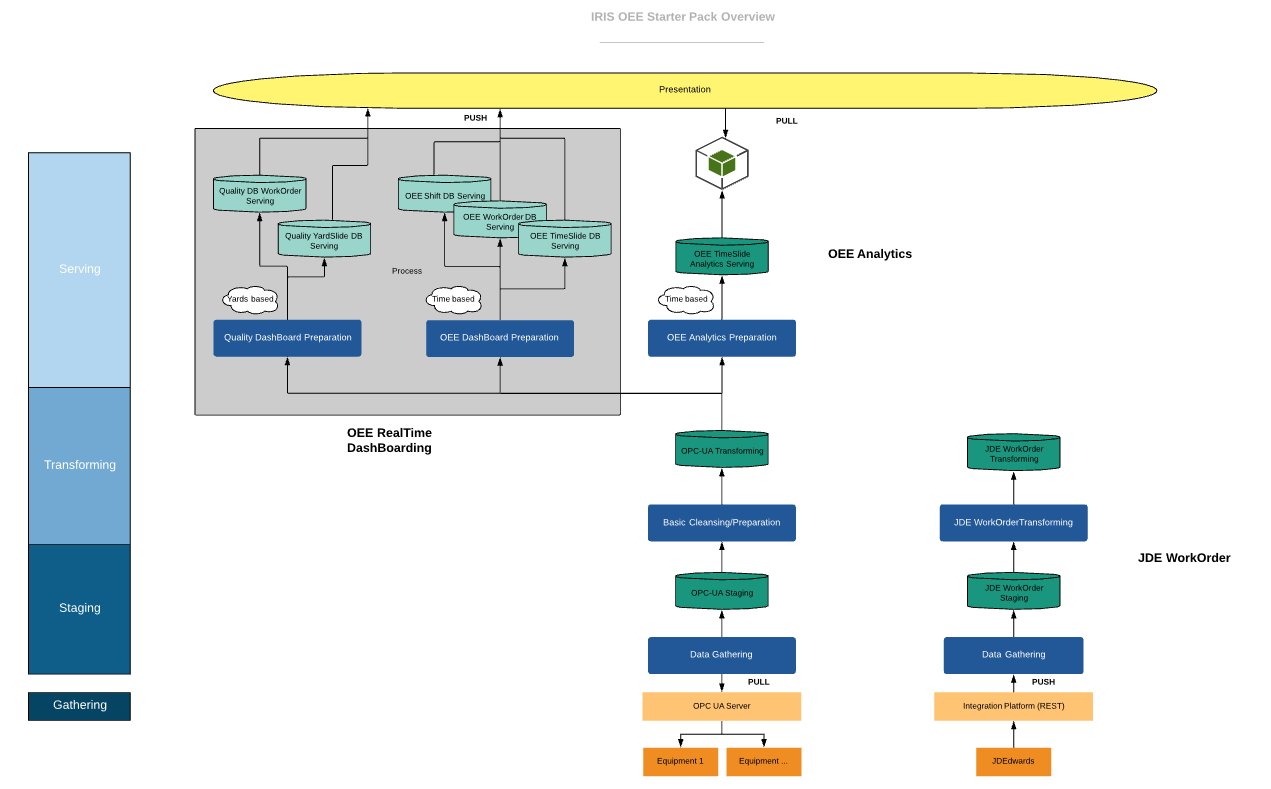 IRIS OEE Starter Pack Overview
Presentation
PUSH
PULL
Quality DB WorkOrder
Serving
OEE Shift DB Serving
OEE WorkOrder DB
Serving
Quality YardSlide DB
Serving
OEE TimeSlide DB
Serving
OEE TimeSlide
Analytics Serving
OEE Analytics
Serving
Process
Yards based
Time based
Time based
Quality DashBoard Preparation
OEE DashBoard Preparation
OEE Analytics Preparation
OEE RealTime
DashBoarding
Transforming
OPC-UA Transforming
JDE WorkOrder
Transforming
Basic Cleansing/Preparation
JDE WorkOrderTransforming
JDE WorkOrder
Staging
OPC-UA Staging
JDE WorkOrder
Staging
Data Gathering
Data Gathering
PULL
PUSH
Gathering
OPC UA Server
Integration Platform (REST)
Equipment 1
Equipment ...
JDEdwards